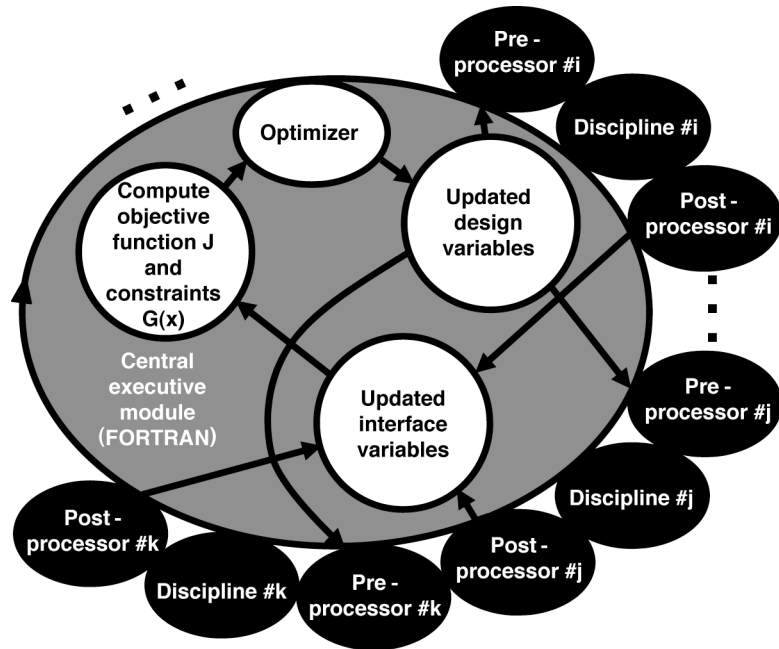 Pre -
processor #i
Optimizer
Discipline #i
Compute
objective
function J
and
constraints
G(x)
Updated
design
variables
Post -
processor #i
Central
executive
module
(FORTRAN)
Updated
interface
variables
Pre -
processor #j
Discipline #j
Post -
processor #k
Post -
processor #j
Discipline #k
Pre -
processor #k